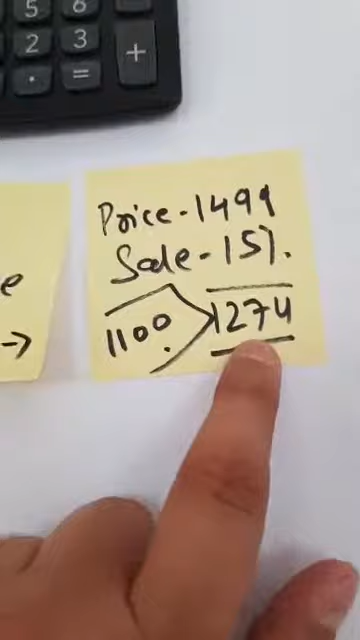 5 6
2 3 +
. =
Price - 1499
Sale - 15%.
1100. 1274
e
→